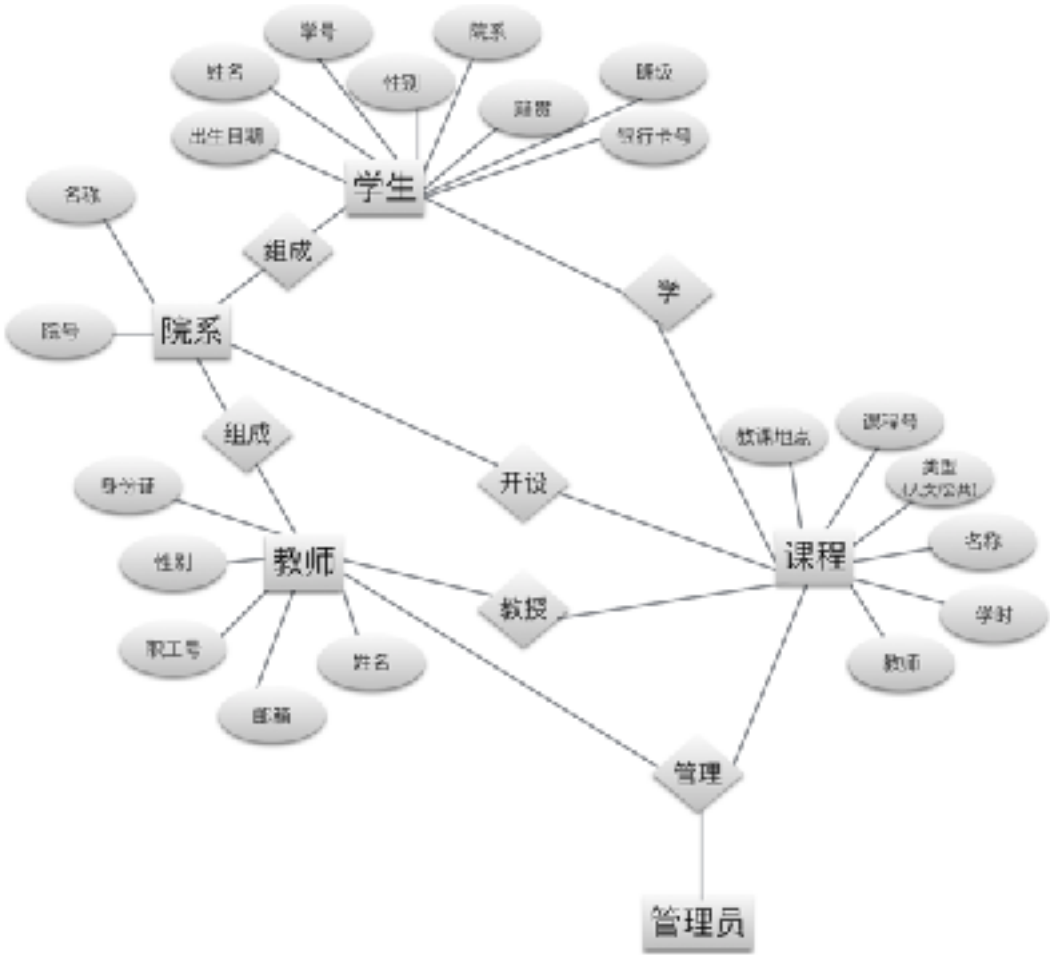 学号
院系
姓名
性别
班级
籍贯
出生日期
银行卡号
学生
名称
组成
学
院号
院系
组成
教课地点
课程号
类型
(人文/公共)
身份证
开设
名称
课程
性别
教师
教授
学时
职工号
姓名
教师
邮箱
管理
管理员